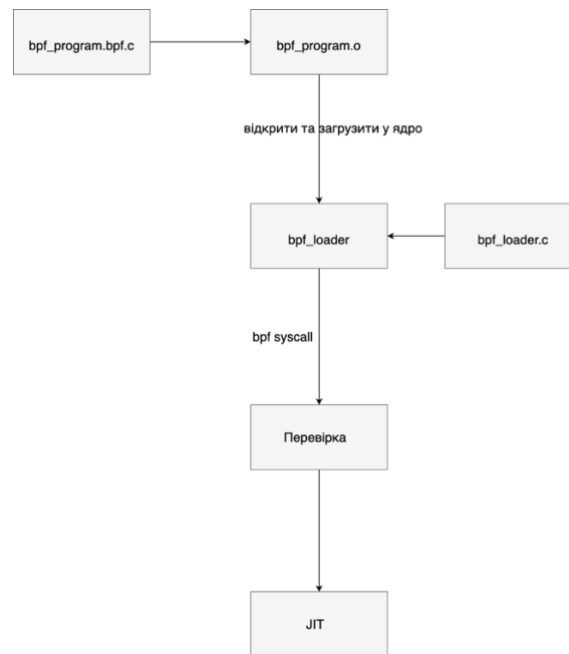 bpf_program.bpf.c
bpf_program.o
відкрити та загрузити у ядро
bpf_loader
bpf_loader.c
bpf syscall
Перевірка
JIT